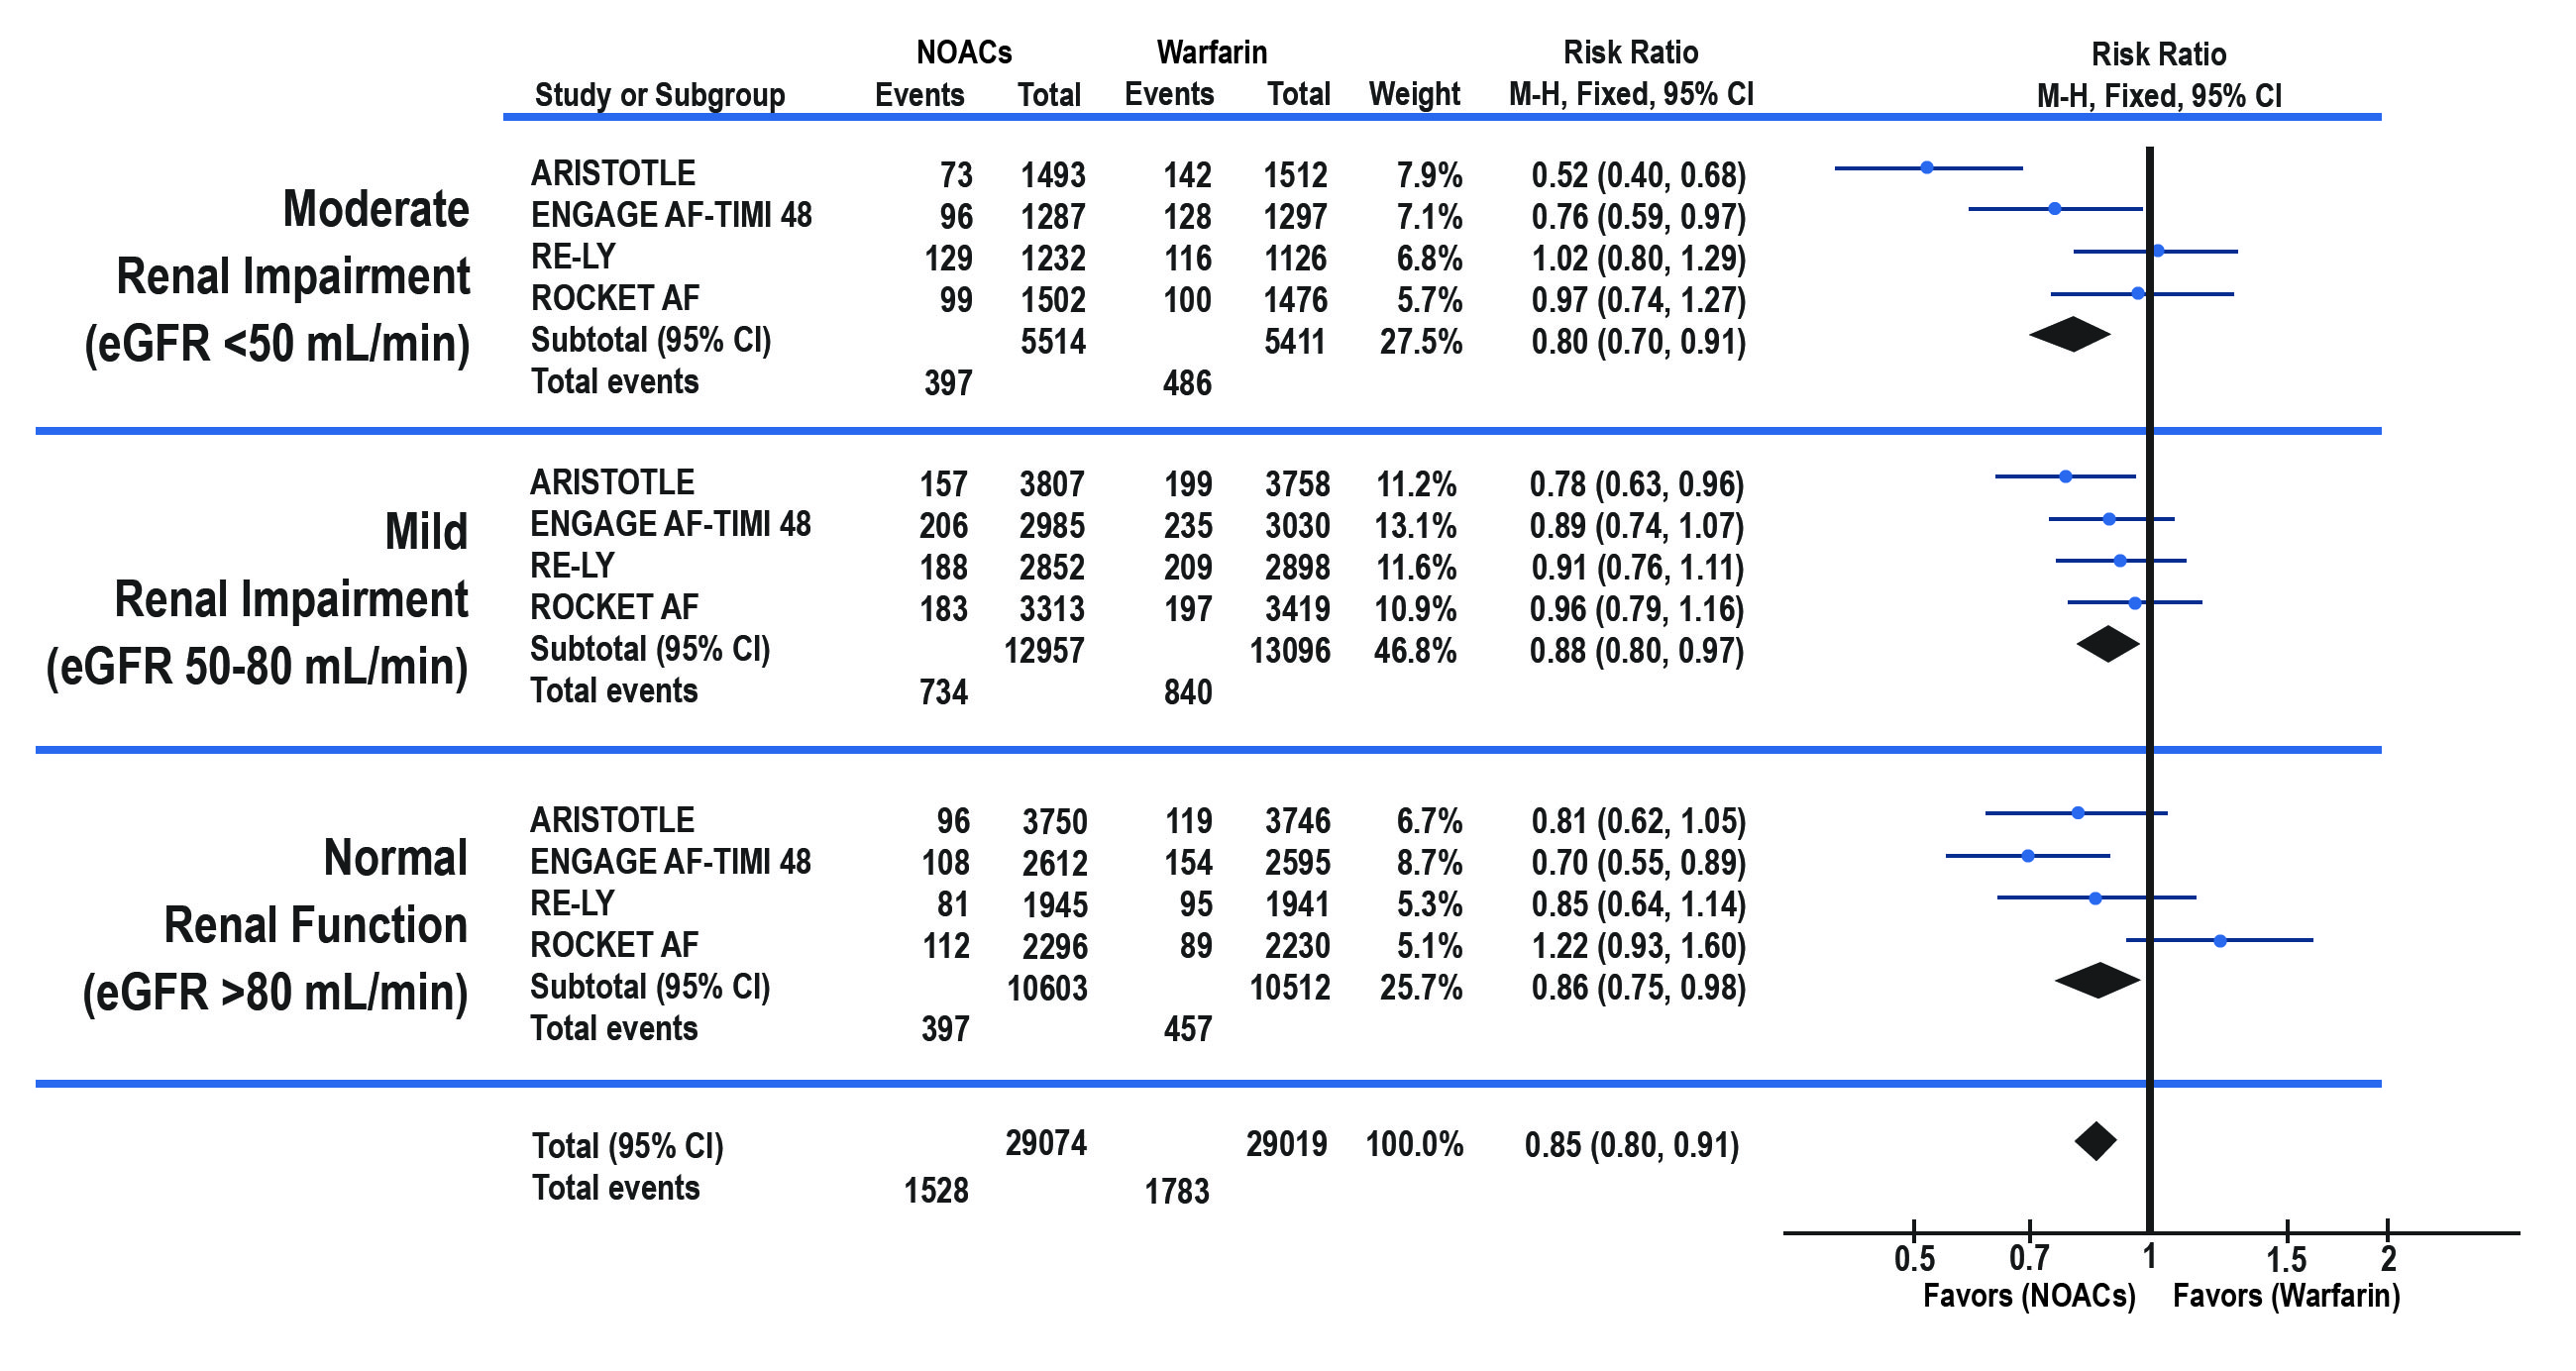 NOACs Warfarin Risk Ratio Risk Ratio
Study or Subgroup Events Total Events Total Weight M-H, Fixed, 95% CI M-H, Fixed, 95% CI
Moderate
Renal Impairment
(eGFR <50 mL/min)
ARISTOTLE 73 1493 142 1512 7.9% 0.52 (0.40, 0.68)
ENGAGE AF-TIMI 48 96 1287 128 1297 7.1% 0.76 (0.59, 0.97)
RE-LY 129 1232 116 1126 6.8% 1.02 (0.80, 1.29)
ROCKET AF 99 1502 100 1476 5.7% 0.97 (0.74, 1.27)
Subtotal (95% CI) 5514 5411 27.5% 0.80 (0.70, 0.91)
Total events 397 486
Mild
Renal Impairment
(eGFR 50-80 mL/min)
ARISTOTLE 157 3807 199 3758 11.2% 0.78 (0.63, 0.96)
ENGAGE AF-TIMI 48 206 2985 235 3030 13.1% 0.89 (0.74, 1.07)
RE-LY 188 2852 209 2898 11.6% 0.91 (0.76, 1.11)
ROCKET AF 183 3313 197 3419 10.9% 0.96 (0.79, 1.16)
Subtotal (95% CI) 12957 13096 46.8% 0.88 (0.80, 0.97)
Total events 734 840
Normal
Renal Function
(eGFR >80 mL/min)
ARISTOTLE 96 3750 119 3746 6.7% 0.81 (0.62, 1.05)
ENGAGE AF-TIMI 48 108 2612 154 2595 8.7% 0.70 (0.55, 0.89)
RE-LY 81 1945 95 1941 5.3% 0.85 (0.64, 1.14)
ROCKET AF 112 2296 89 2230 5.1% 1.22 (0.93, 1.60)
Subtotal (95% CI) 10603 10512 25.7% 0.86 (0.75, 0.98)
Total events 397 457
Total (95% CI) 29074 29019 100.0% 0.85 (0.80, 0.91)
Total events 1528 1783
0.5 0.7 1 1.5 2
Favors (NOACs) Favors (Warfarin)